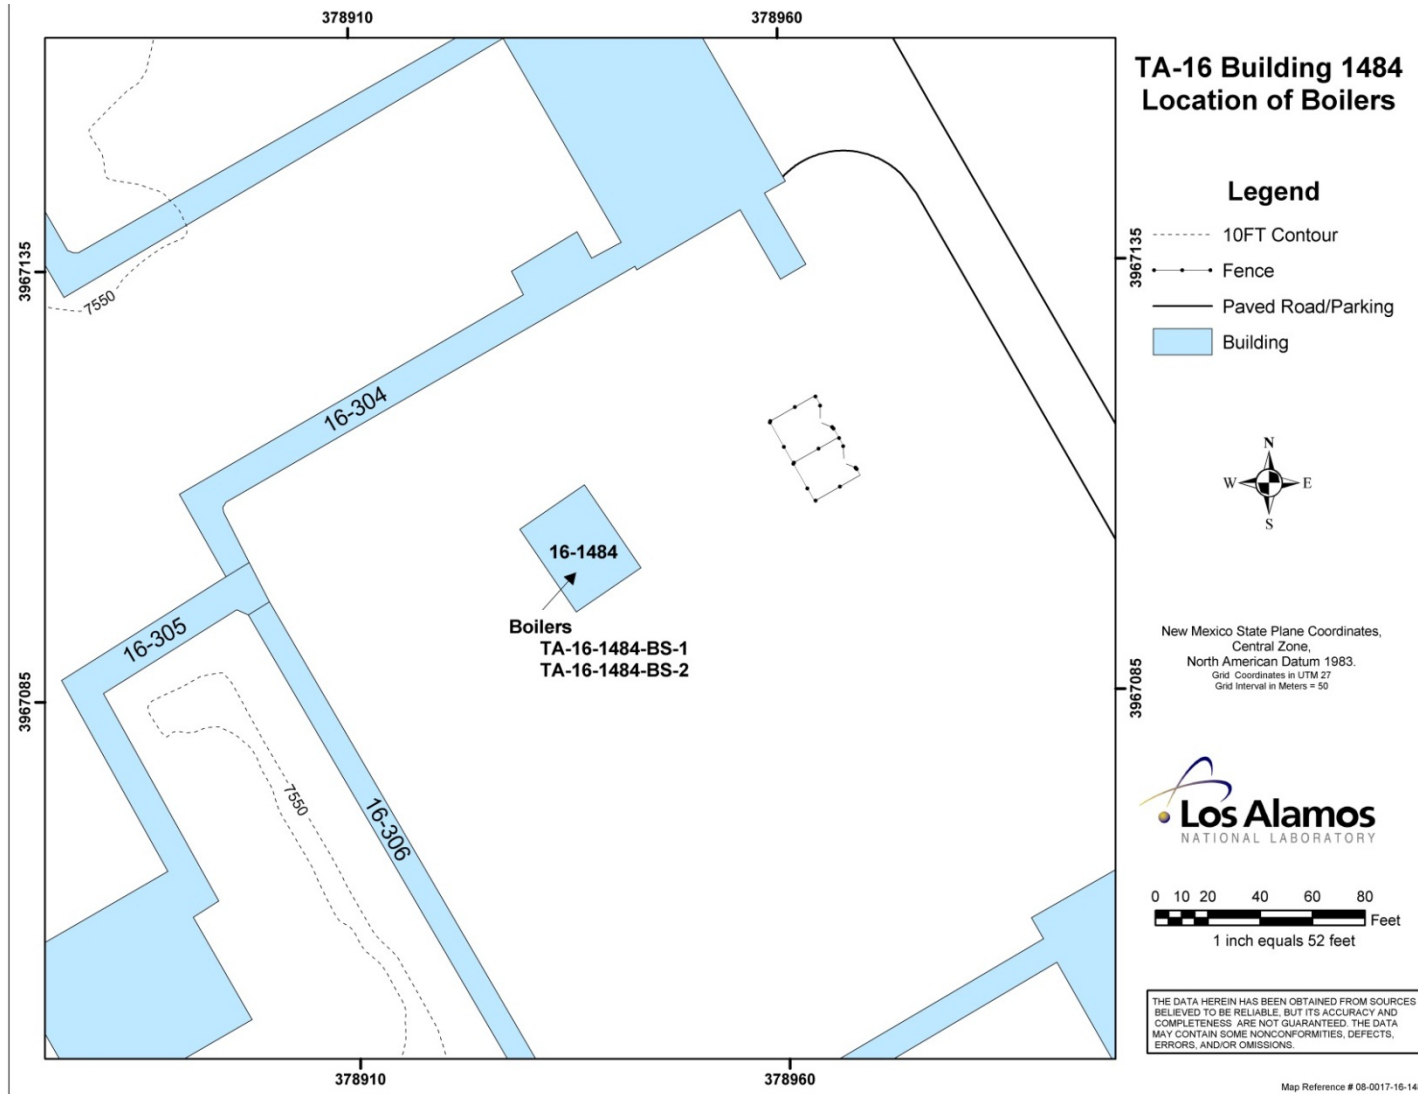 378910
378960
TA-16 Building 1484
Location of Boilers
Legend
10FT Contour
Fence
Paved Road/Parking
Building
3967135
3967135
7550
16-304
N
W
E
S
16-1484
Boilers
TA-16-1484-BS-1
TA-16-1484-BS-2
16-305
New Mexico State Plane Coordinates,
Central Zone,
North American Datum 1983.
Grid Coordinates in UTM 27
Grid Interval in Meters = 50
3967085
3967085
7550
16-306
Los Alamos
NATIONAL LABORATORY
0 10 20 40 60 80
Feet
1 inch equals 52 feet
THE DATA HEREIN HAS BEEN OBTAINED FROM SOURCES
BELIEVED TO BE RELIABLE, BUT ITS ACCURACY AND
COMPLETENESS ARE NOT GUARANTEED. THE DATA
MAY CONTAIN SOME NONCONFORMITIES, DEFECTS,
ERRORS, AND/OR OMISSIONS.
378910
378960
Map Reference #